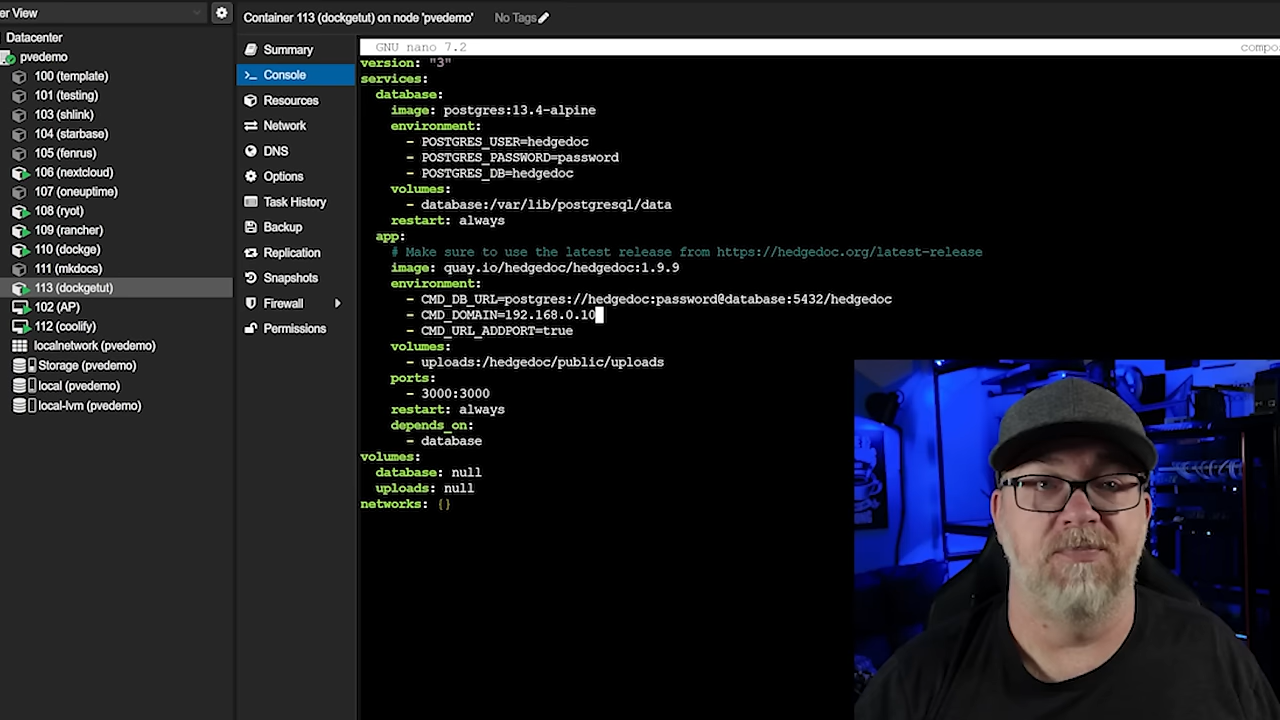 er View
Datacenter
pvedemo
100 (template)
101 (testing)
103 (shlink)
104 (starbase)
105 (fenrus)
106 (nextcloud)
107 (oneuptime)
108 (ryot)
109 (rancher)
110 (dockge)
111 (mkdocs)
113 (dockgetut)
102 (AP)
112 (coolify)
localnetwork (pvedemo)
Storage (pvedemo)
local (pvedemo)
local-lvm (pvedemo)
Container 113 (dockgetut) on node 'pvedemo'
No Tags
Summary
Console
Resources
Network
DNS
Options
Task History
Backup
Replication
Snapshots
Firewall
Permissions
GNU nano 7.2 compo
version: "3"
services:
database:
image: postgres:13.4-alpine
environment:
- POSTGRES_USER=hedgedoc
- POSTGRES_PASSWORD=password
- POSTGRES_DB=hedgedoc
volumes:
- database:/var/lib/postgresql/data
restart: always
app:
# Make sure to use the latest release from https://hedgedoc.org/latest-release
image: quay.io/hedgedoc/hedgedoc:1.9.9
environment:
- CMD_DB_URL=postgres://hedgedoc:password@database:5432/hedgedoc
- CMD_DOMAIN=192.168.0.10
- CMD_URL_ADDPORT=true
volumes:
- uploads:/hedgedoc/public/uploads
ports:
- 3000:3000
restart: always
depends_on:
- database
volumes:
database: null
uploads: null
networks: {}